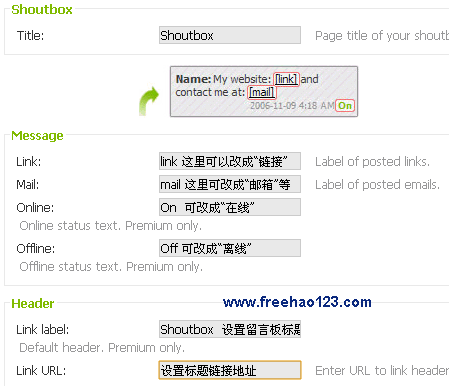 Shoutbox
Title: Shoutbox Page title of your shoutb
Name: My website: [link] and
contact me at: [mail]
2006-11-09 4:18 AM On
Message
Link: link 这里可以改成“链接” Label of posted links.
Mail: mail 这里可改成“邮箱”等 Label of posted emails.
Online: On 可改成“在线”
Online status text. Premium only.
Offline: Off 可改成“离线”
Offline status text. Premium only.
Header
www.freehao123.com
Link label: Shoutbox 设置留言板标题
Default header. Premium only.
Link URL: 设置标题链接地址 Enter URL to link header